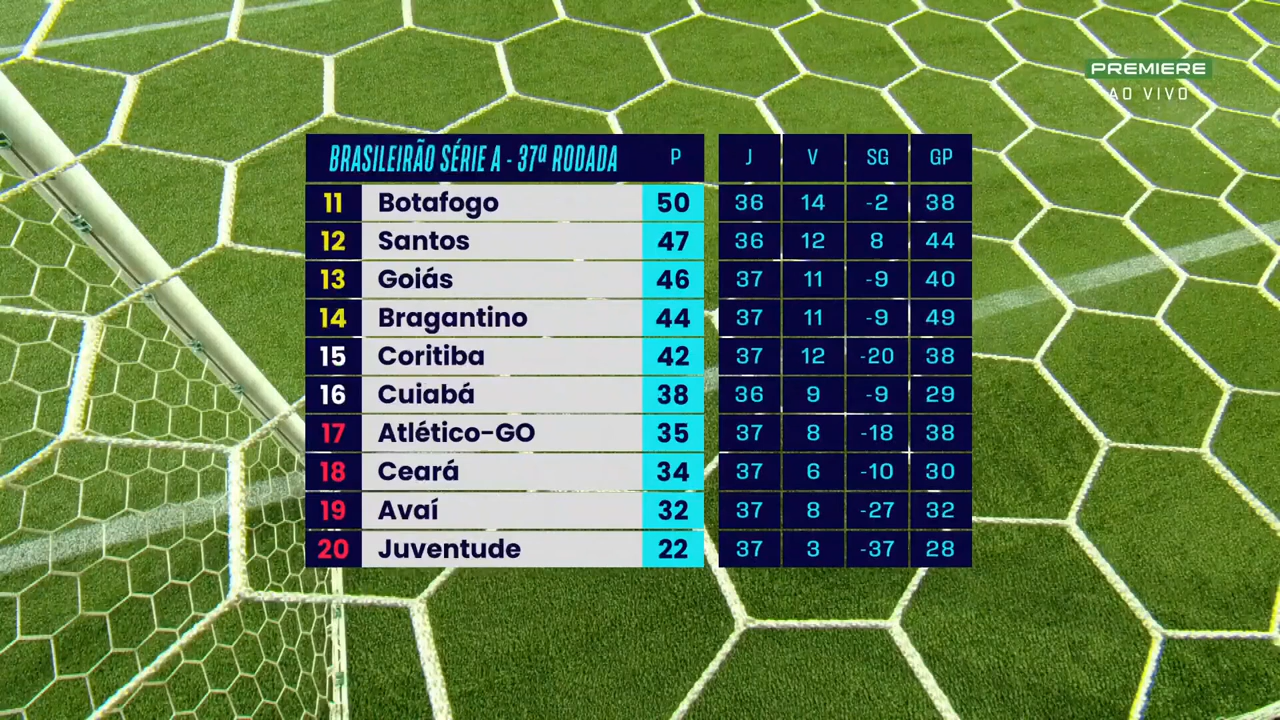 PREMIERE
AO VIVO
BRASILEIRÃO SÉRIE A - 37ª RODADA P J V SG GP
11 Botafogo 50 36 14 -2 38
12 Santos 47 36 12 8 44
13 Goiás 46 37 11 -9 40
14 Bragantino 44 37 11 -9 49
15 Coritiba 42 37 12 -20 38
16 Cuiabá 38 36 9 -9 29
17 Atlético-GO 35 37 8 -18 38
18 Ceará 34 37 6 -10 30
19 Avaí 32 37 8 -27 32
20 Juventude 22 37 3 -37 28